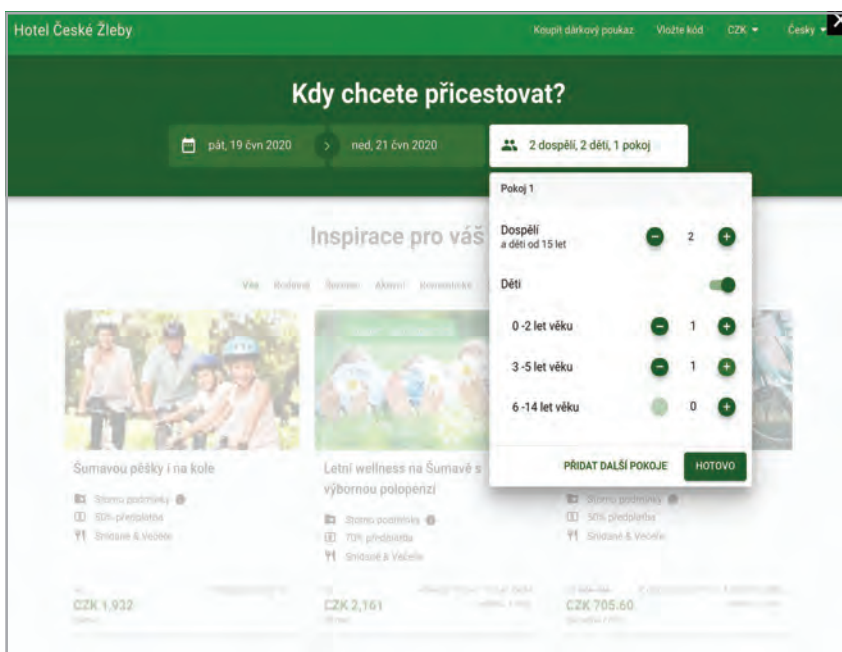 Hotel České Žleby
Koupit dárkový poukaz Vložte kód CZK Česky
Kdy chcete přicestovat?
pát, 19 čvn 2020 > ned, 21 čvn 2020 2 dospělí, 2 děti, 1 pokoj
Pokoj 1
Dospělí 2
a děti od 15 let
Děti
0 -2 let věku 1
3 -5 let věku 1
6 -14 let věku 0
PŘIDAT DALŠÍ POKOJE HOTOVO
Inspirace pro váš
Vše Rodinné Aktivní Romantické
Šumavou pěšky i na kole
Storno podmínky
50% předplatba
Snídaně & Večeře
CZK 1,932
Letní wellness na Šumavě s
výbornou polopenzí
Storno podmínky
70% předplatba
Snídaně & Večeře
CZK 2,161
Storno podmínky
50% předplatba
Snídaně & Večeře
CZK 705.60